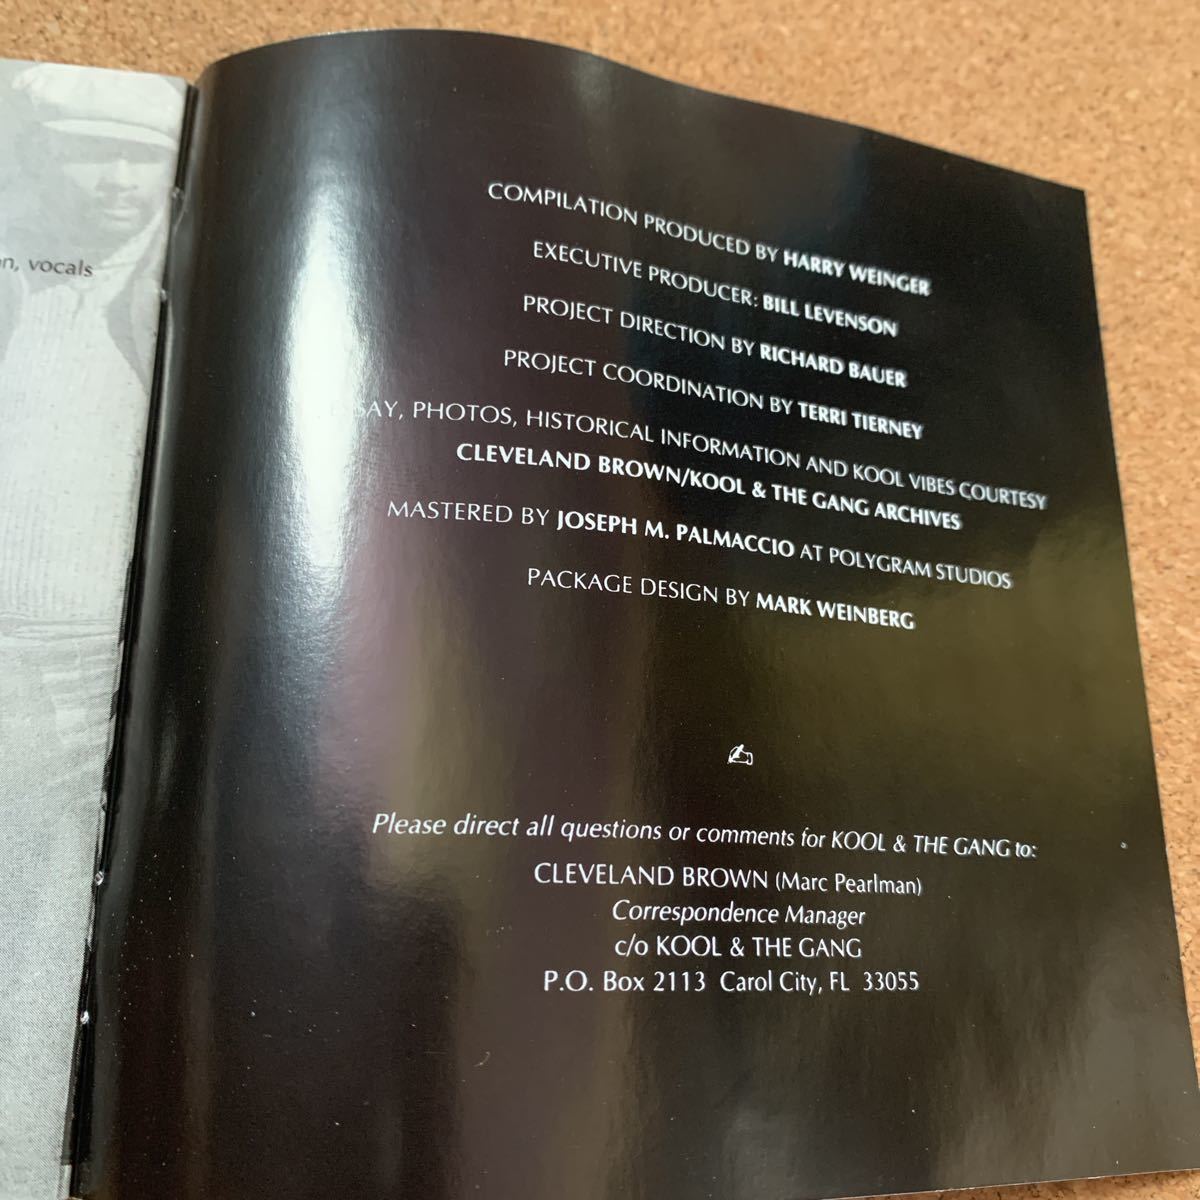 vocals
COMPILATION PRODUCED BY HARRY WEINGER
EXECUTIVE PRODUCER: BILL LEVENSON
PROJECT DIRECTION BY RICHARD BAUER
PROJECT COORDINATION BY TERRI TIERNEY
PHOTOS, HISTORICAL INFORMATION AND KOOL VIBES COURTESY
CLEVELAND BROWN/KOOL & THE GANG ARCHIVES
MASTERED BY JOSEPH M. PALMACCIO AT POLYGRAM STUDIOS
PACKAGE DESIGN BY MARK WEINBERG
Please direct all questions or comments for KOOL & THE GANG to:
CLEVELAND BROWN (Marc Pearlman)
Correspondence Manager
c/o KOOL & THE GANG
P.O. Box 2113 Carol City, FL 33055